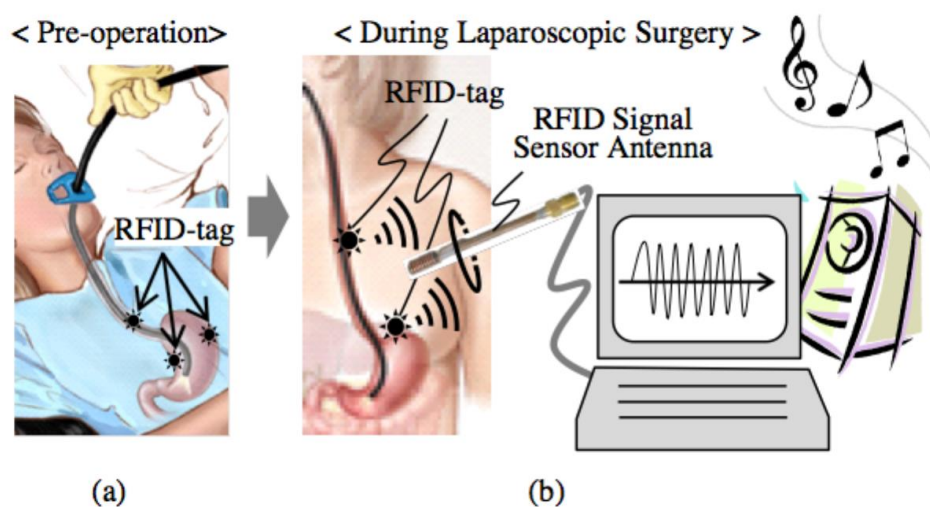 < Pre-operation>
< During Laparoscopic Surgery >
RFID-tag
RFID-tag
RFID Signal
Sensor Antenna
(a)
(b)